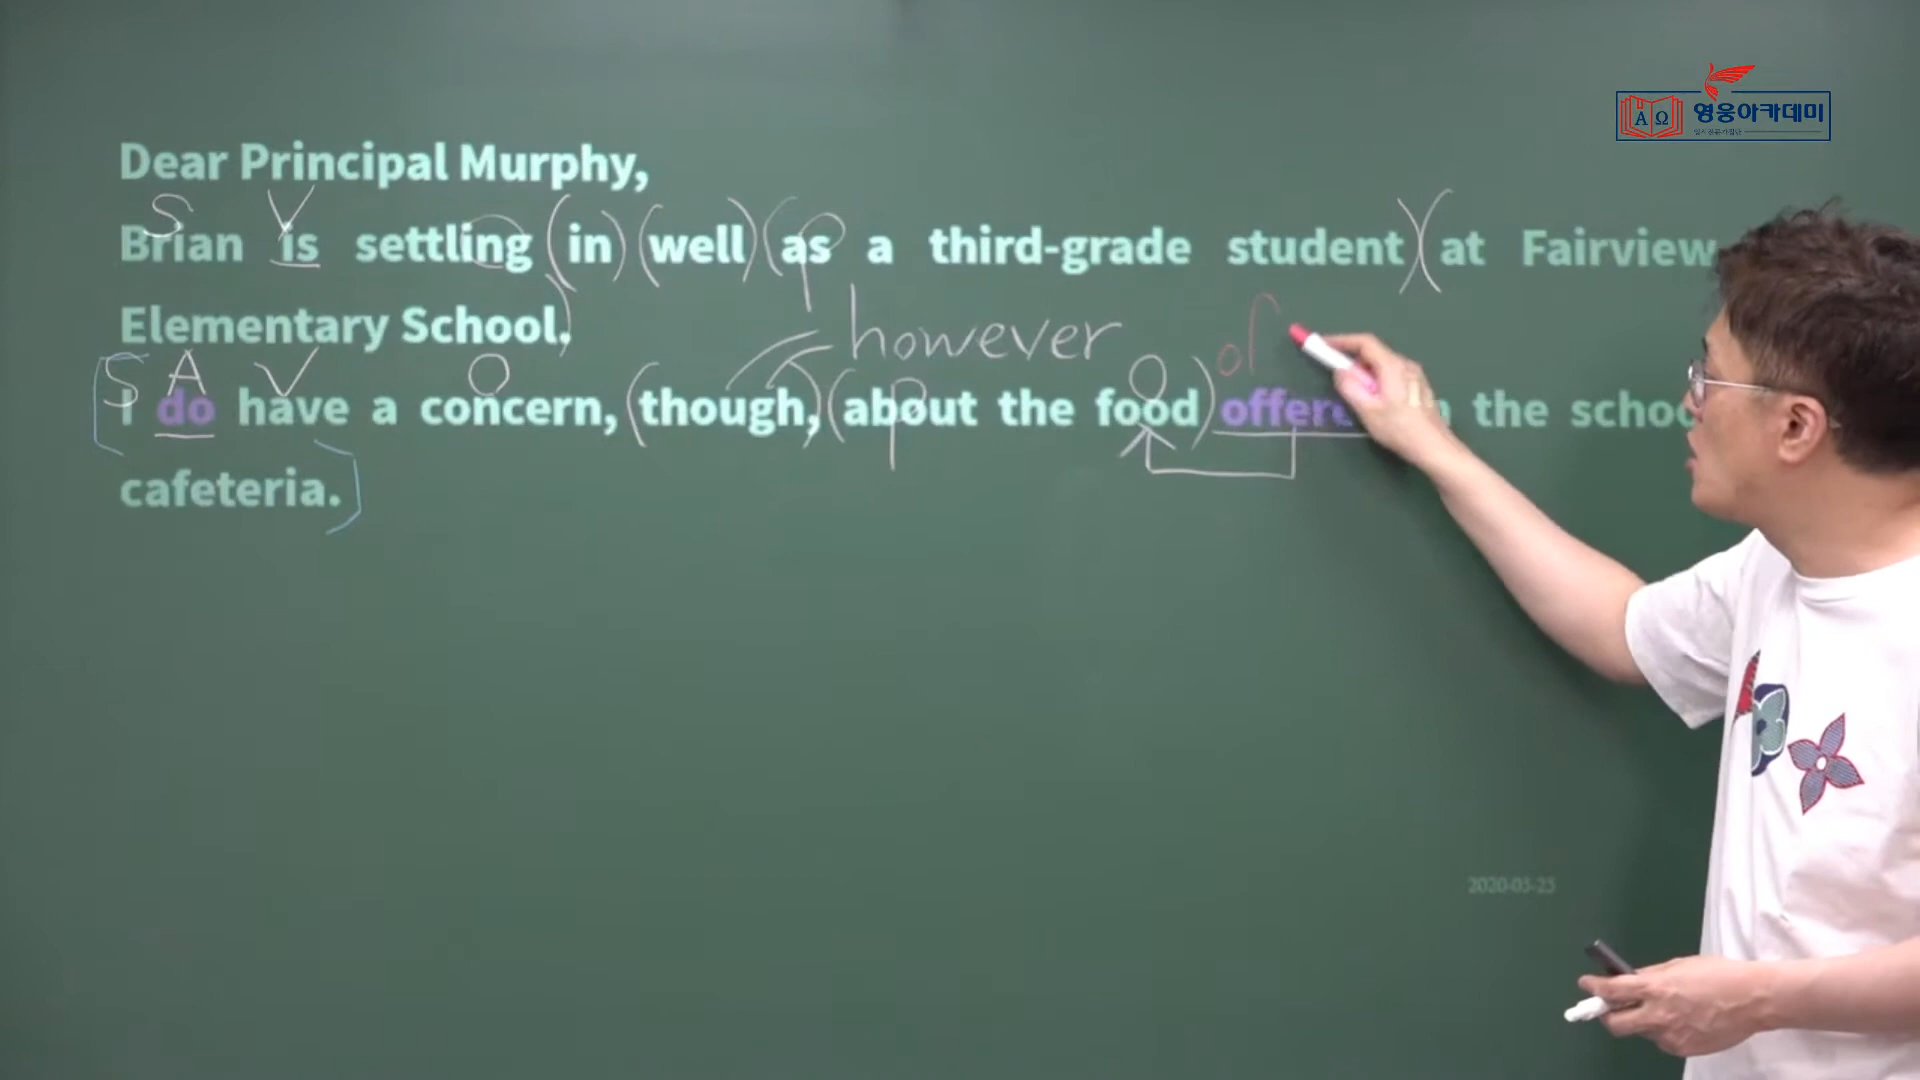 영웅아카데미
Dear Principal Murphy,
S V
Brian is settling (in) (well) (as a third-grade student) (at Fairview
p
Elementary School,)
however
of
S A V O O
I do have a concern, (though,) (about the food) offere the schoo
p
cafeteria.
2020-05-25